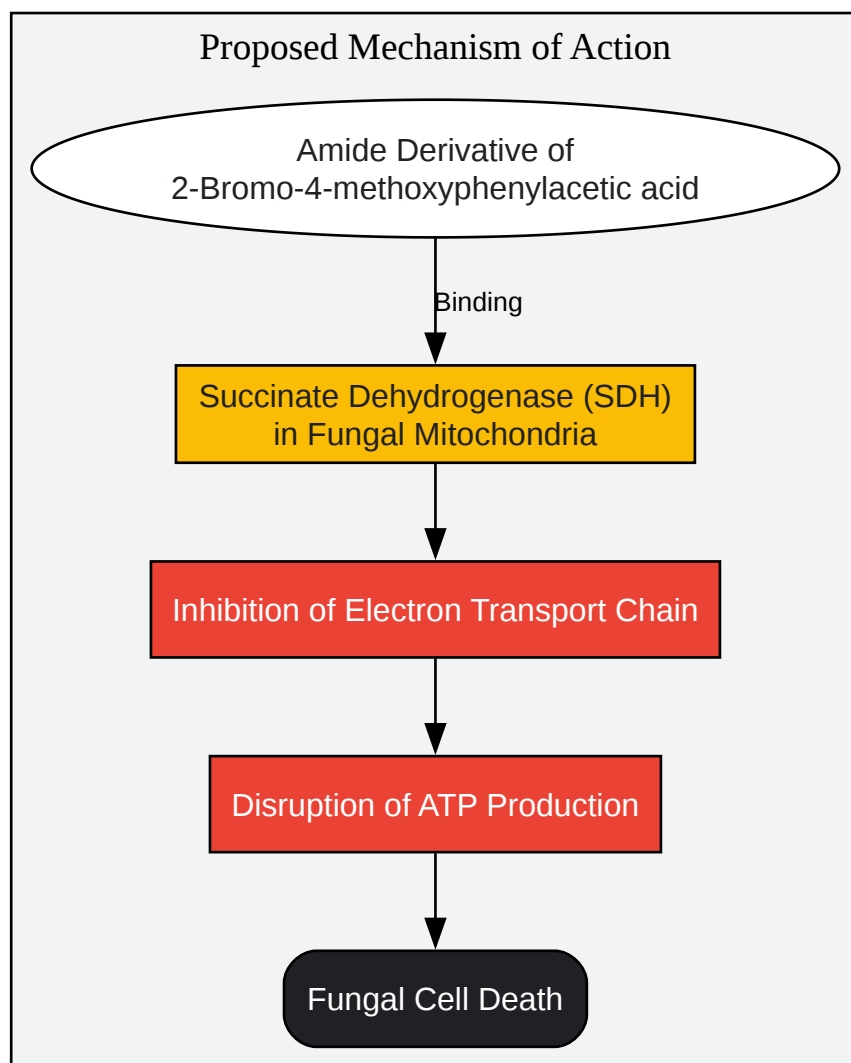 Proposed Mechanism of Action
Amide Derivative of
2-Bromo-4-methoxyphenylacetic acid
Binding
Succinate Dehydrogenase (SDH)
in Fungal Mitochondria
Inhibition of Electron Transport Chain
Disruption of ATP Production
Fungal Cell Death